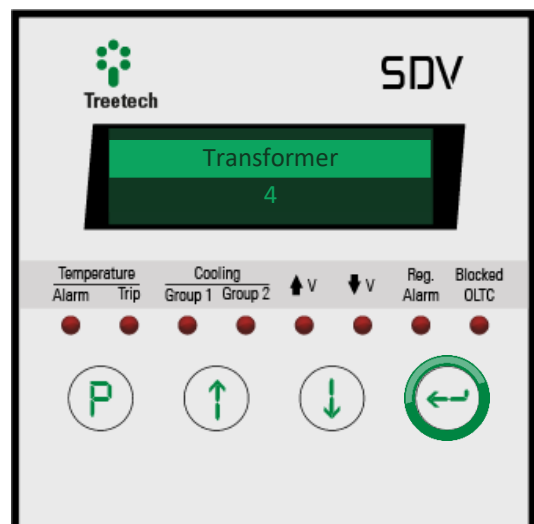 Treetech
SDV
Transformer
4
Temperature
Cooling
Alarm
Trip
Group 1
Group 2
V
V
Reg.
Alarm
Blocked
OLTC
P